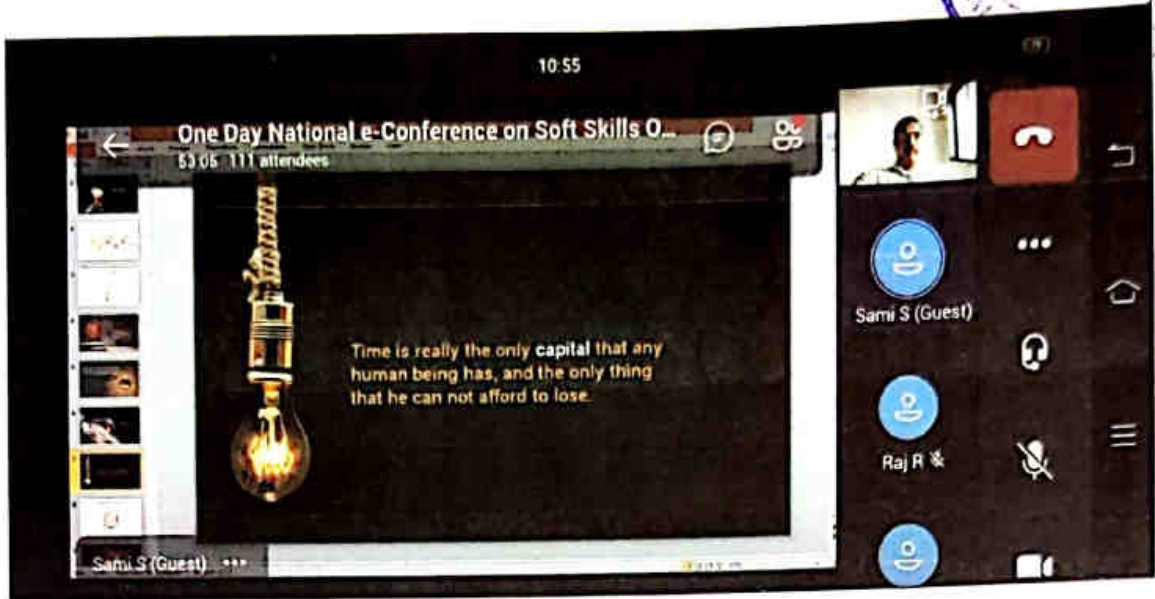 10:55
One Day National e-Conference on Soft Skills O...
53:05 111 attendees
Time is really the only capital that any
human being has, and the only thing
that he can not afford to lose.
Sami S (Guest)
Raj R
Sami S (Guest) •••